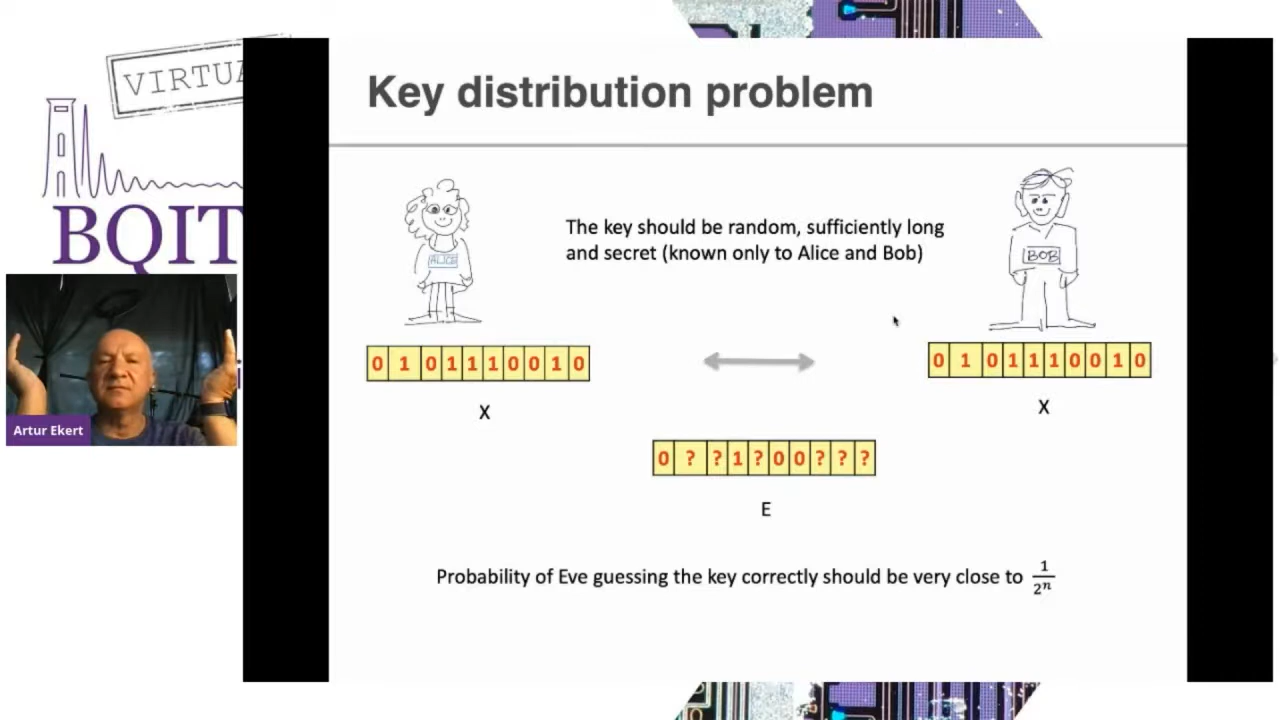 VIRTUA
BQIT
Artur Ekert
Key distribution problem
ALICE
The key should be random, sufficiently long
and secret (known only to Alice and Bob)
BOB
0 1 0 1 1 1 0 0 1 0
0 1 0 1 1 1 0 0 1 0
X
X
0 ? ? 1 ? 0 0 ? ? ?
E
Probability of Eve guessing the key correctly should be very close to 1/2ⁿ